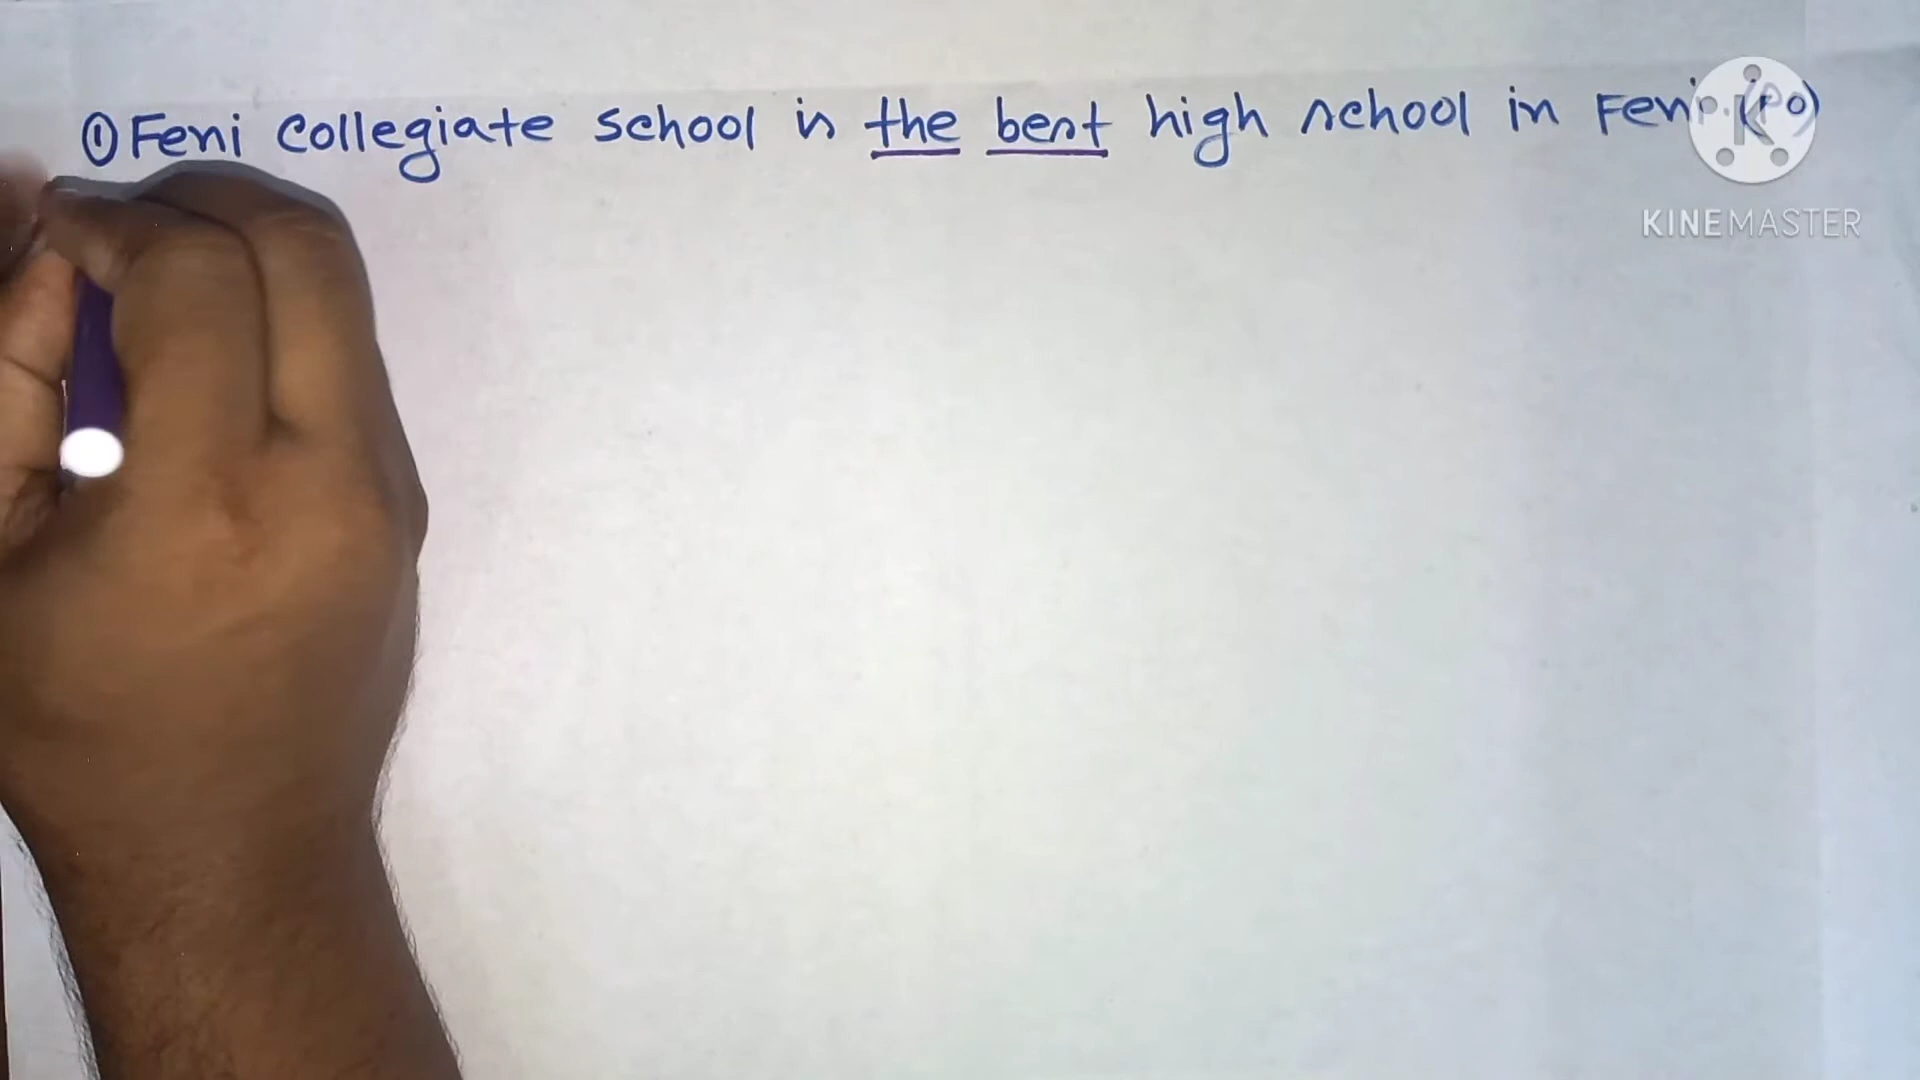 ① Feni Collegiate School is the best high school in Feni. (Po)
KINEMASTER